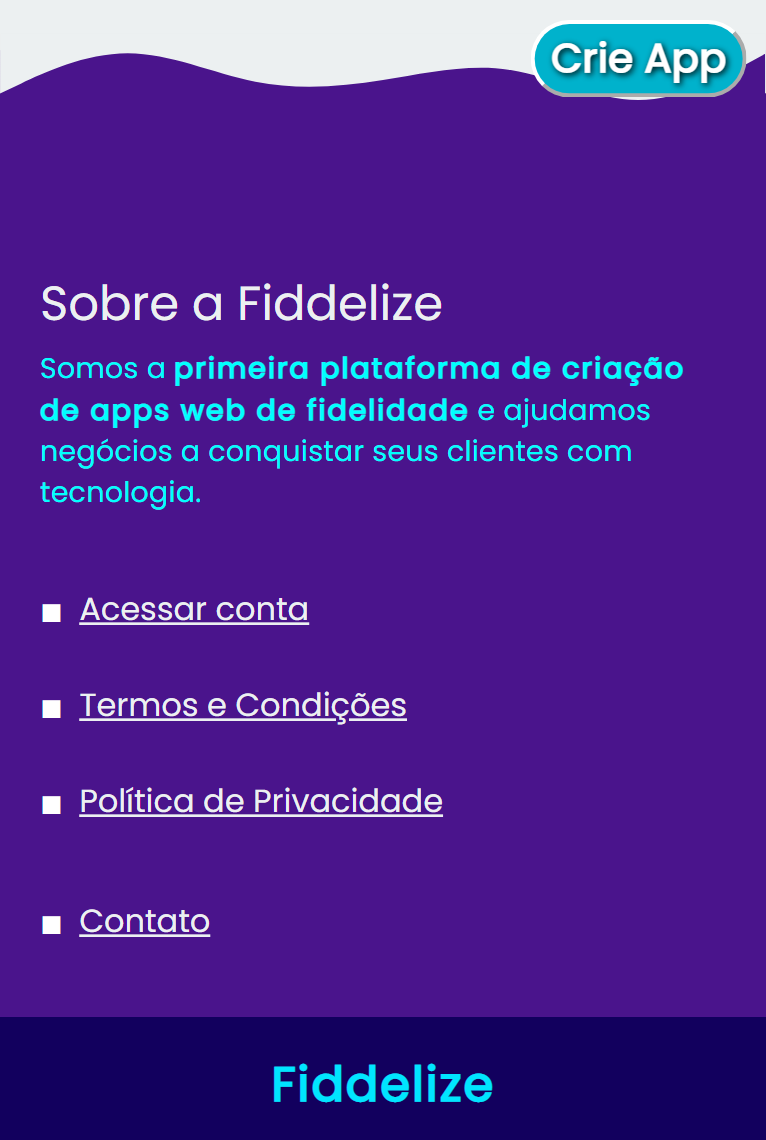 Crie App
Sobre a Fiddelize
Somos a primeira plataforma de criação
de apps web de fidelidade e ajudamos
negócios a conquistar seus clientes com
tecnologia.
Acessar conta
Termos e Condições
Política de Privacidade
Contato
Fiddelize